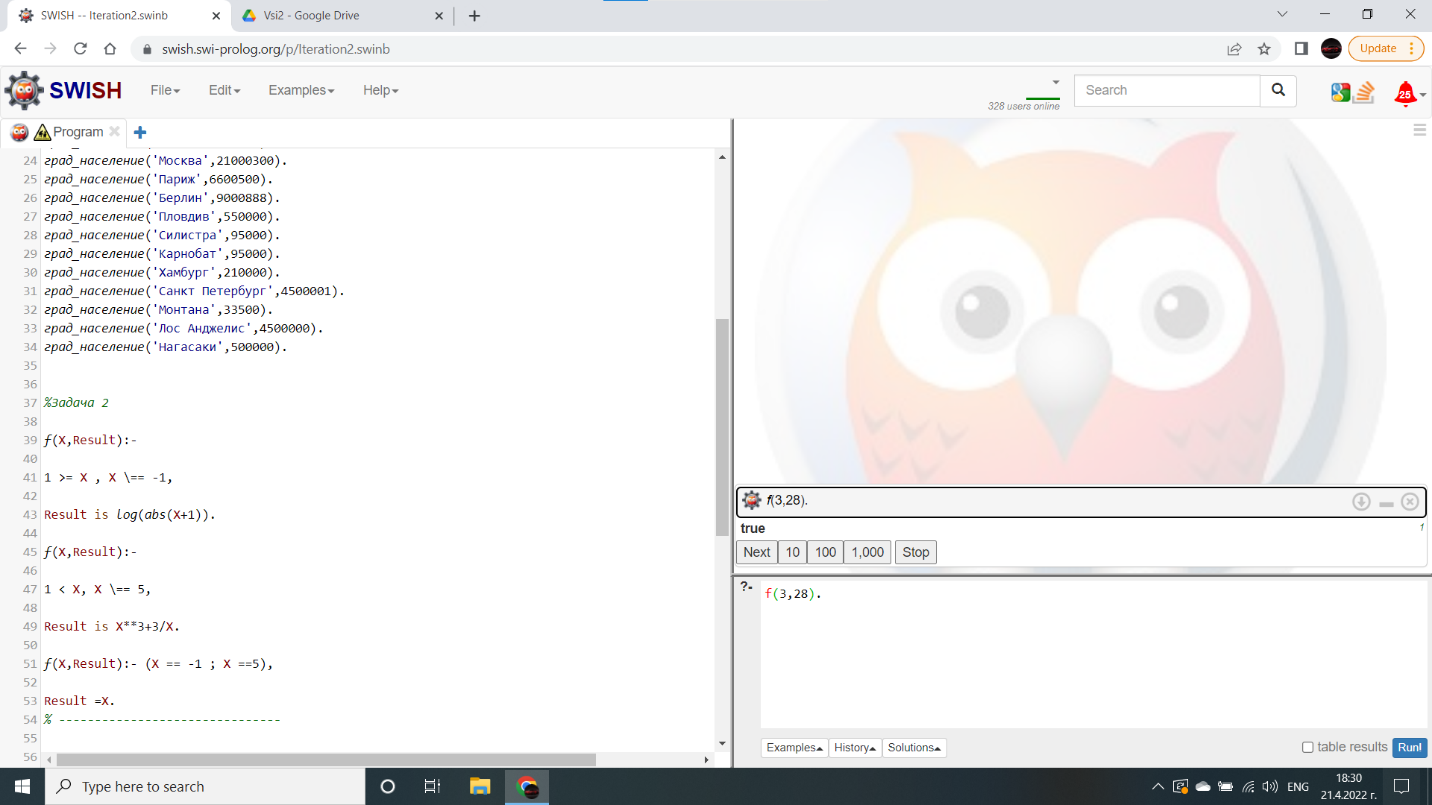 SWISH -- Iteration2.swinb
Vsi2 - Google Drive
swish.swi-prolog.org/p/Iteration2.swinb
Update
SWISH
File
Edit
Examples
Help
328 users online
Search
25
Program
24 град_население('Москва',21000300).
25 град_население('Париж',6600500).
26 град_население('Берлин',9000888).
27 град_население('Пловдив',550000).
28 град_население('Силистра',95000).
29 град_население('Карнобат',95000).
30 град_население('Хамбург',210000).
31 град_население('Санкт Петербург',4500001).
32 град_население('Монтана',33500).
33 град_население('Лос Анджелис',4500000).
34 град_население('Нагасаки',500000).
35
36
37 %Задача 2
38
39 f(X,Result):-
40
41 1 >= X , X \== -1,
42
43 Result is log(abs(X+1)).
44
45 f(X,Result):-
46
47 1 < X, X \== 5,
48
49 Result is X**3+3/X.
50
51 f(X,Result):- (X == -1 ; X ==5),
52
53 Result =X.
54 % -------------------------------
55
56
f(3,28).
true
1
Next 10 100 1,000 Stop
?- f(3,28).
Examples History Solutions
table results Run!
Type here to search
ENG
18:30
21.4.2022 г.